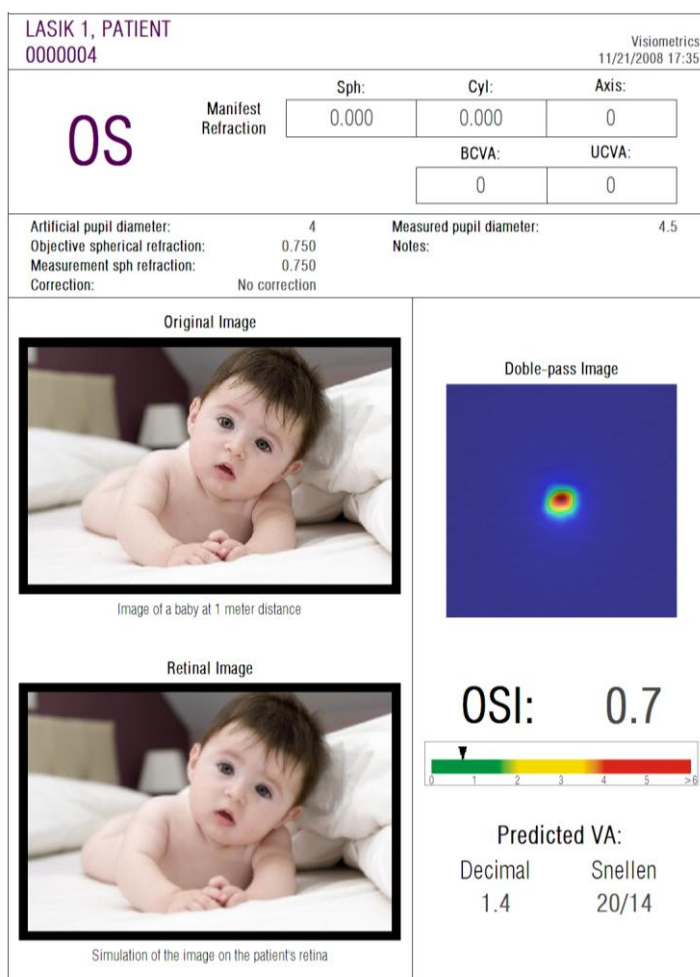 LASIK 1, PATIENT
0000004
Visiometrics
11/21/2008 17:35
OS
Manifest
Refraction
Sph: Cyl: Axis:
0.000 0.000 0
BCVA: UCVA:
0 0
Artificial pupil diameter: 4
Objective spherical refraction: 0.750
Measurement sph refraction: 0.750
Correction: No correction
Measured pupil diameter: 4.5
Notes:
Original Image
Image of a baby at 1 meter distance
Retinal Image
Simulation of the image on the patient's retina
Doble-pass Image
OSI: 0.7
0 1 2 3 4 5 >6
Predicted VA:
Decimal Snellen
1.4 20/14